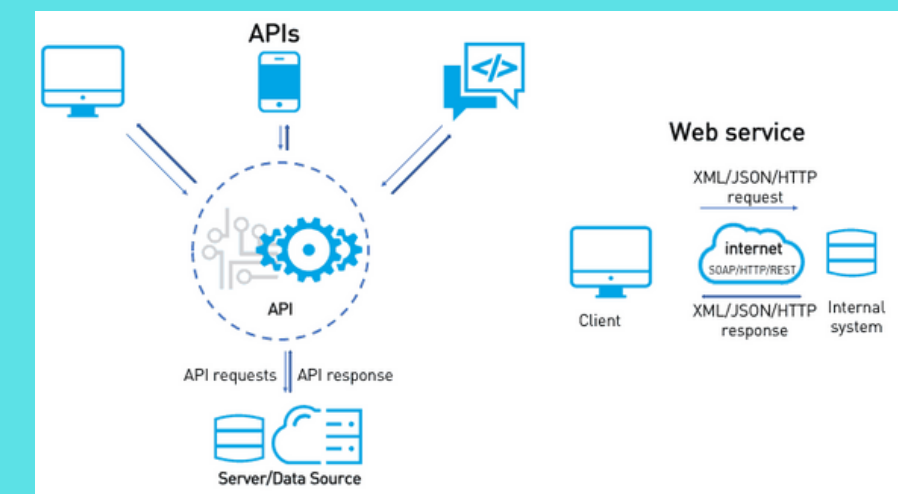 APIs
</>
API
API requests
API response
Server/Data Source
Web service
XML/JSON/HTTP
request
internet
SOAP/HTTP/REST
Client
XML/JSON/HTTP
response
Internal
system